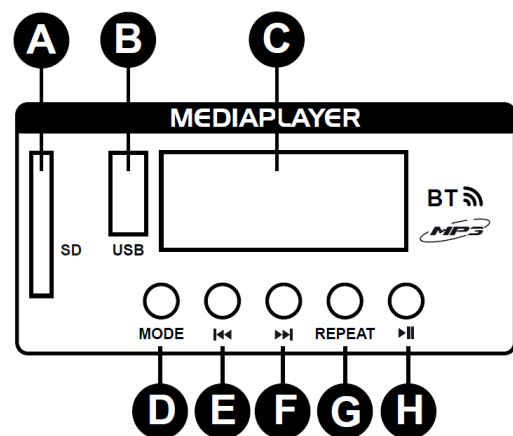 A B C
MEDIAPLAYER
BT
MP3
SD USB
MODE ⏮ ⏭ REPEAT ⏯
D E F G H